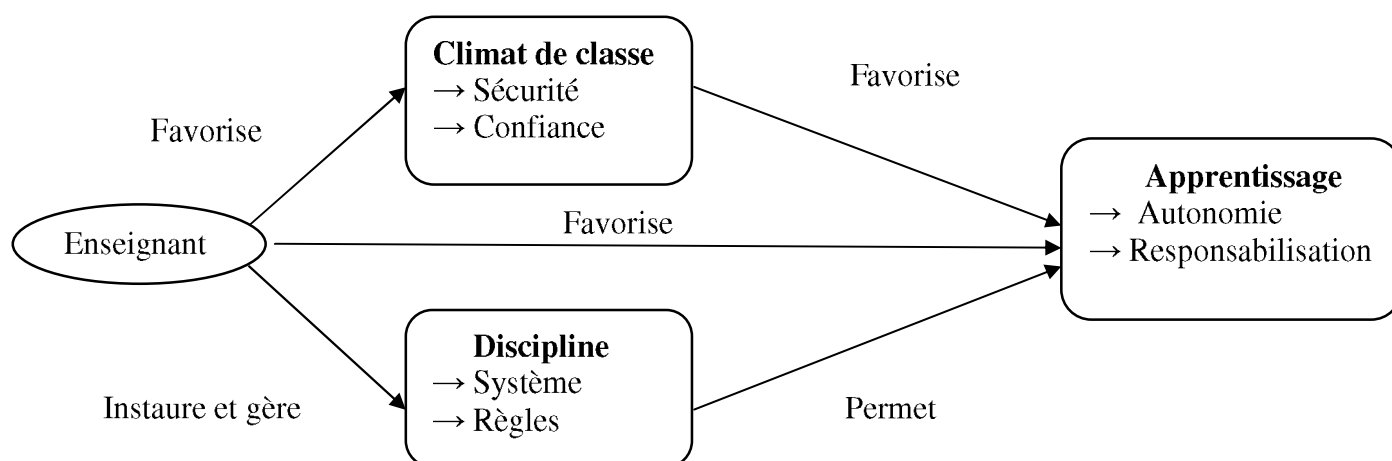 Climat de classe
→ Sécurité
→ Confiance
Favorise
Favorise
Enseignant
Favorise
Apprentissage
→ Autonomie
→ Responsabilisation
Discipline
→ Système
→ Règles
Instaure et gère
Permet